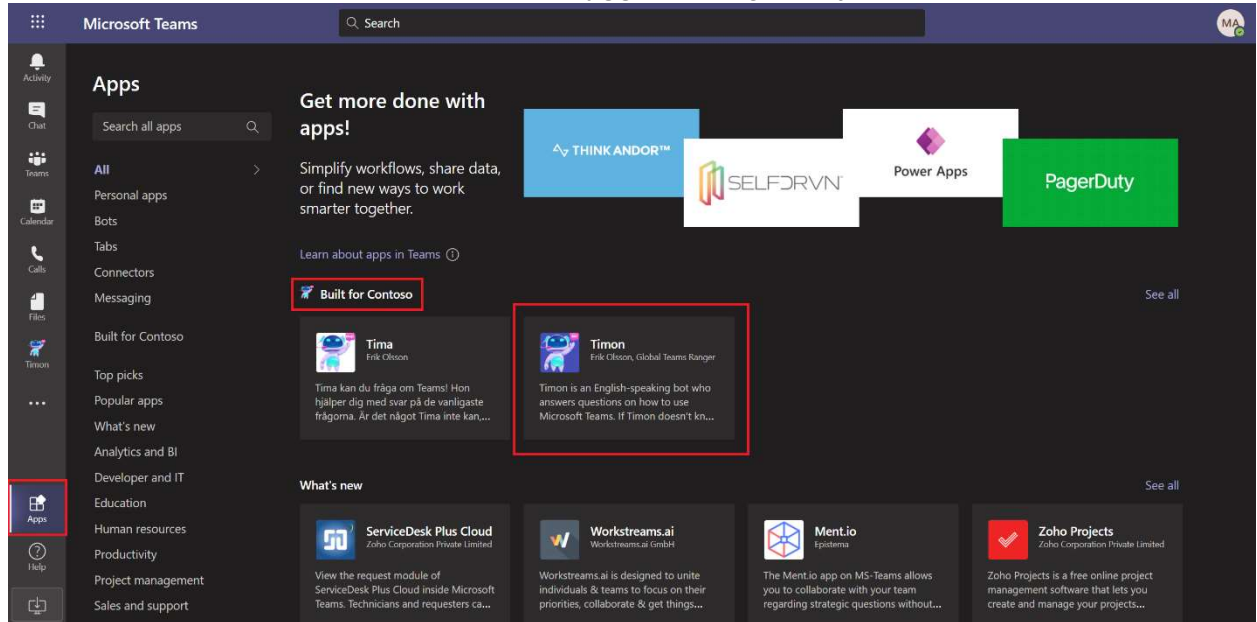 Microsoft Teams
Search
MA
Activity
Chat
Teams
Calendar
Calls
Files
Timon
Apps
Help
Apps
Search all apps
All
Personal apps
Bots
Tabs
Connectors
Messaging
Built for Contoso
Top picks
Popular apps
What's new
Analytics and BI
Developer and IT
Education
Human resources
Productivity
Project management
Sales and support
Get more done with
apps!
Simplify workflows, share data,
or find new ways to work
smarter together.
Learn about apps in Teams
THINK ANDOR™
SELFDRVN
Power Apps
PagerDuty
Built for Contoso
See all
Tima
Erik Olsson
Tima kan du fråga om Teams! Hon
hjälper dig med svar på de vanligaste
frågorna. Är det något Tima inte kan,...
Timon
Erik Olsson, Global Teams Ranger
Timon is an English-speaking bot who
answers questions on how to use
Microsoft Teams. If Timon doesn't kn...
What's new
See all
ServiceDesk Plus Cloud
Zoho Corporation Private Limited
View the request module of
ServiceDesk Plus Cloud inside Microsoft
Teams. Technicians and requesters ca...
Workstreams.ai
Workstreams.ai GmbH
Workstreams.ai is designed to unite
individuals & teams to focus on their
priorities, collaborate & get things...
Ment.io
Epistema
The Ment.io app on MS-Teams allows
you to collaborate with your team
regarding strategic questions without...
Zoho Projects
Zoho Corporation Private Limited
Zoho Projects is a free online project
management software that lets you
create and manage your projects...